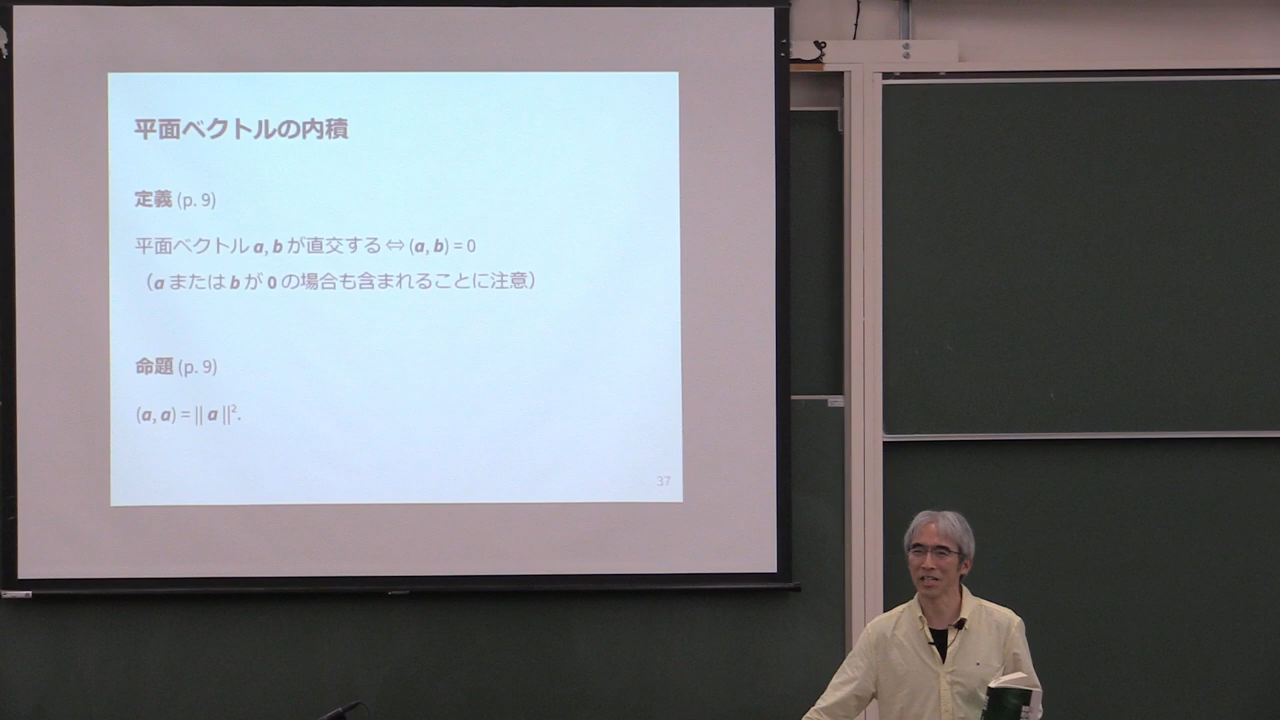 平面ベクトルの内積
定義 (p. 9)
平面ベクトル a, b が直交する ⇔ (a, b) = 0
（a または b が 0 の場合も含まれることに注意）
命題 (p. 9)
(a, a) = || a ||².
37